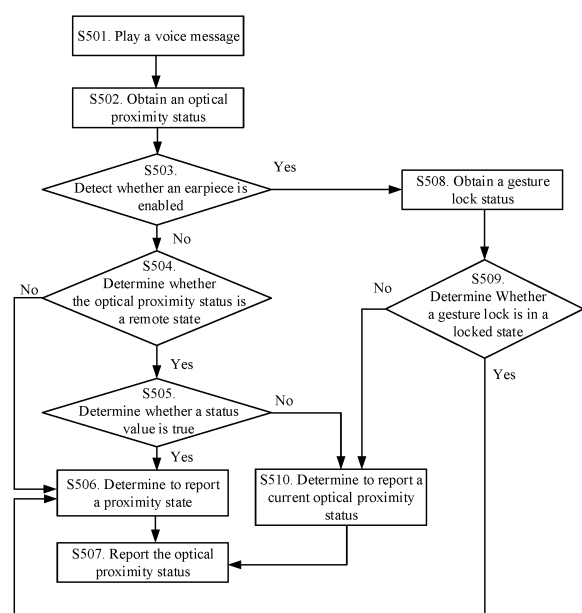 S501. Play a voice message
S502. Obtain an optical
proximity status
S503.
Detect whether an earpiece is
enabled
Yes
S508. Obtain a gesture
lock status
No
S504.
Determine whether
the optical proximity status is
a remote state
No
S509.
Determine Whether
a gesture lock is in a
locked state
No
Yes
Yes
S505.
Determine whether a status
value is true
No
Yes
S506. Determine to report
a proximity state
S510. Determine to report a
current optical proximity
status
S507. Report the optical
proximity status